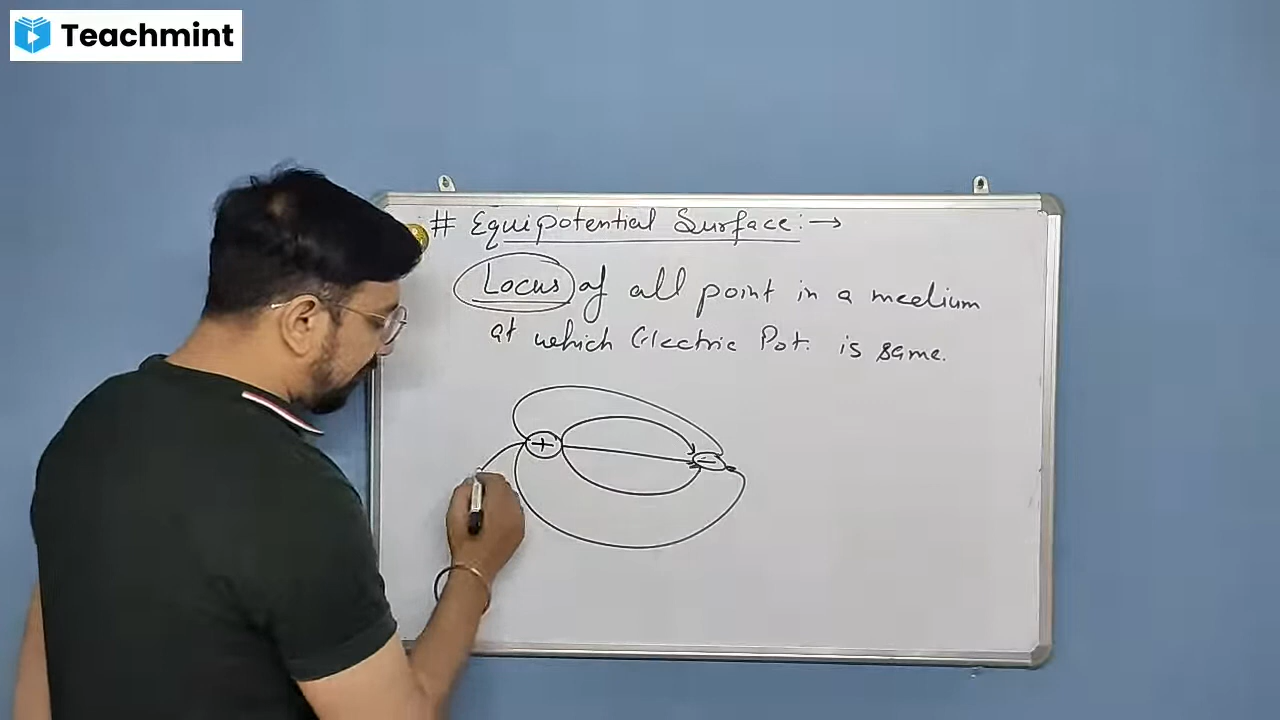 Teachmint
# Equipotential Surface:→
Locus of all point in a medium
at which Electric Pot. is same.
+
−